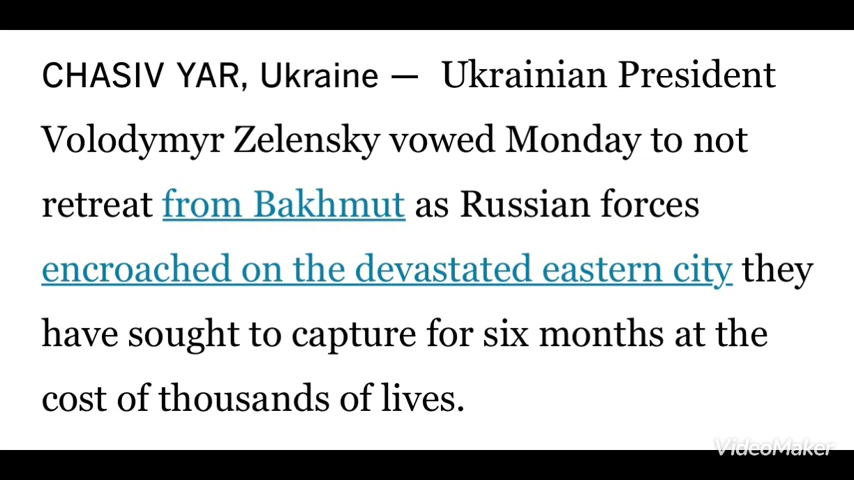 CHASIV YAR, Ukraine — Ukrainian President
Volodymyr Zelensky vowed Monday to not
retreat from Bakhmut as Russian forces
encroached on the devastated eastern city they
have sought to capture for six months at the
cost of thousands of lives.
VideoMaker